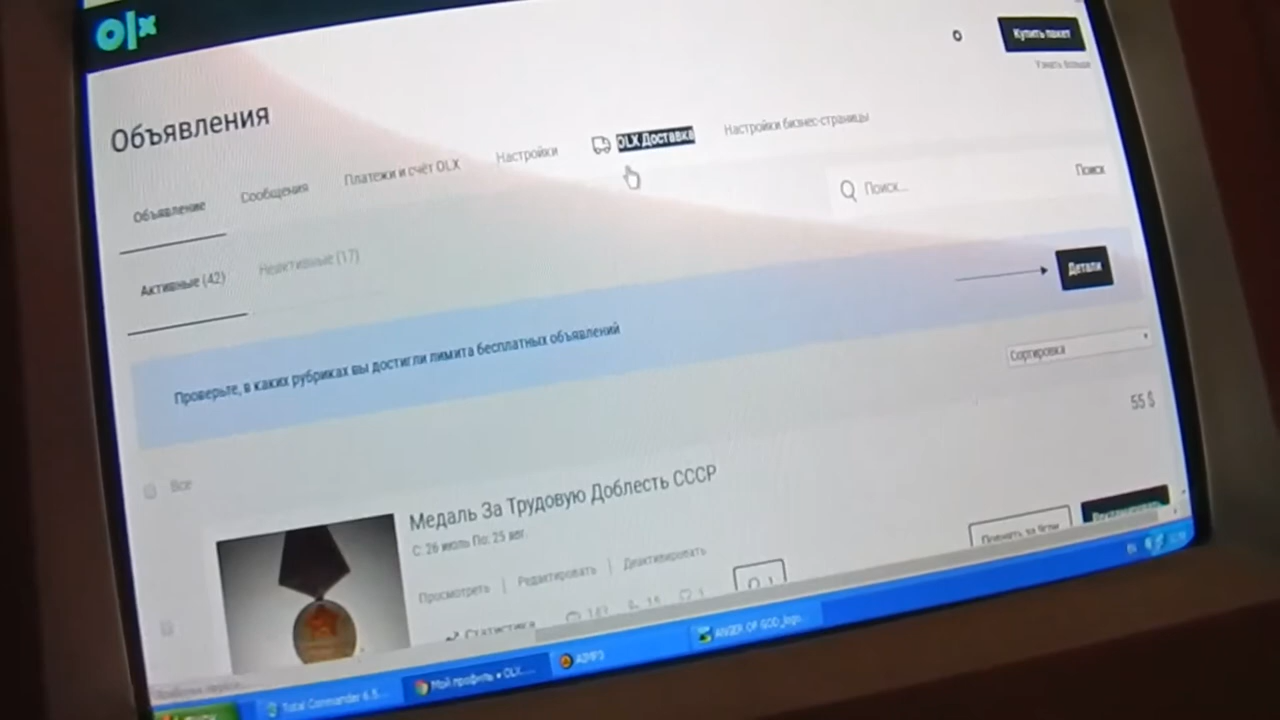 olx
Купить пакет
Узнать больше
Объявления
Объявление Сообщения Платежи и счёт OLX Настройки OLX Доставка Настройки бизнес-страницы
Поиск... Поиск
Активные (42) Неактивные (17)
Проверьте, в каких рубриках вы достигли лимита бесплатных объявлений
Детали
Сортировка
Все
55 $
Медаль За Трудовую Доблесть СССР
С: 26 июль По: 25 авг.
Просмотреть | Редактировать | Деактивировать
Статистика
Total Commander 6.5... Мой профиль • OLX... AIMP3 ANGER OF GOD_logo...